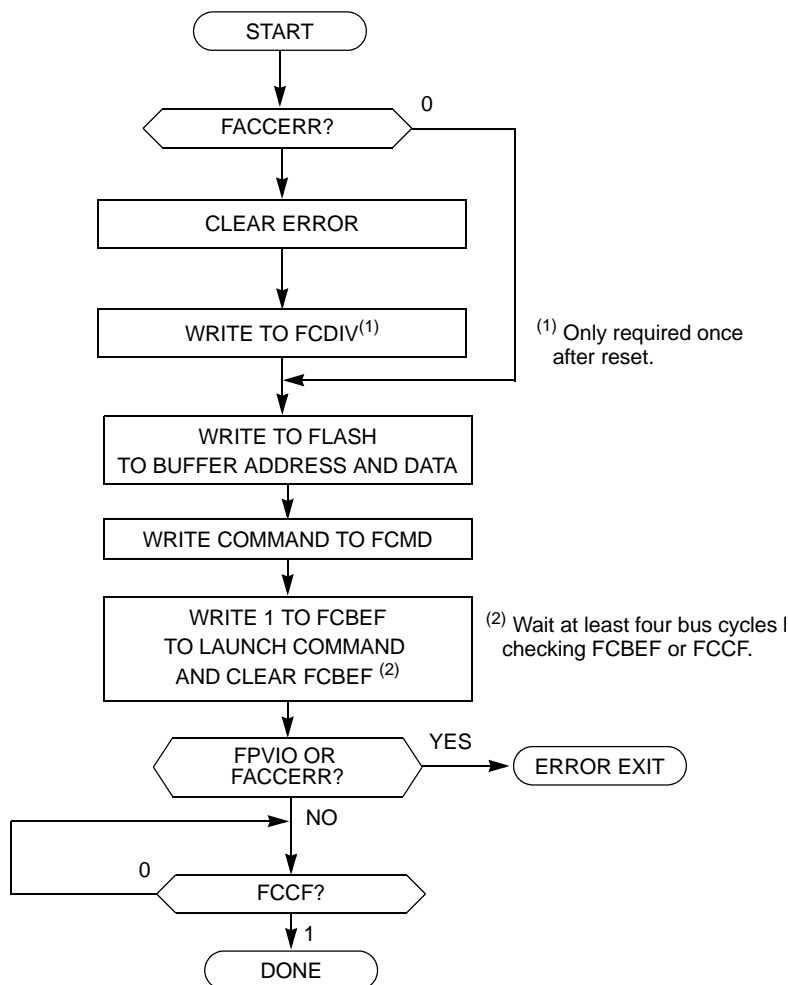 START
0
FACCERR?
CLEAR ERROR
WRITE TO FCDIV(1)
(1) Only required once
after reset.
WRITE TO FLASH
TO BUFFER ADDRESS AND DATA
WRITE COMMAND TO FCMD
WRITE 1 TO FCBEF
TO LAUNCH COMMAND
AND CLEAR FCBEF (2)
(2) Wait at least four bus cycles
checking FCBEF or FCCF.
FPVIO OR
FACCERR?
YES
ERROR EXIT
NO
0
FCCF?
1
DONE